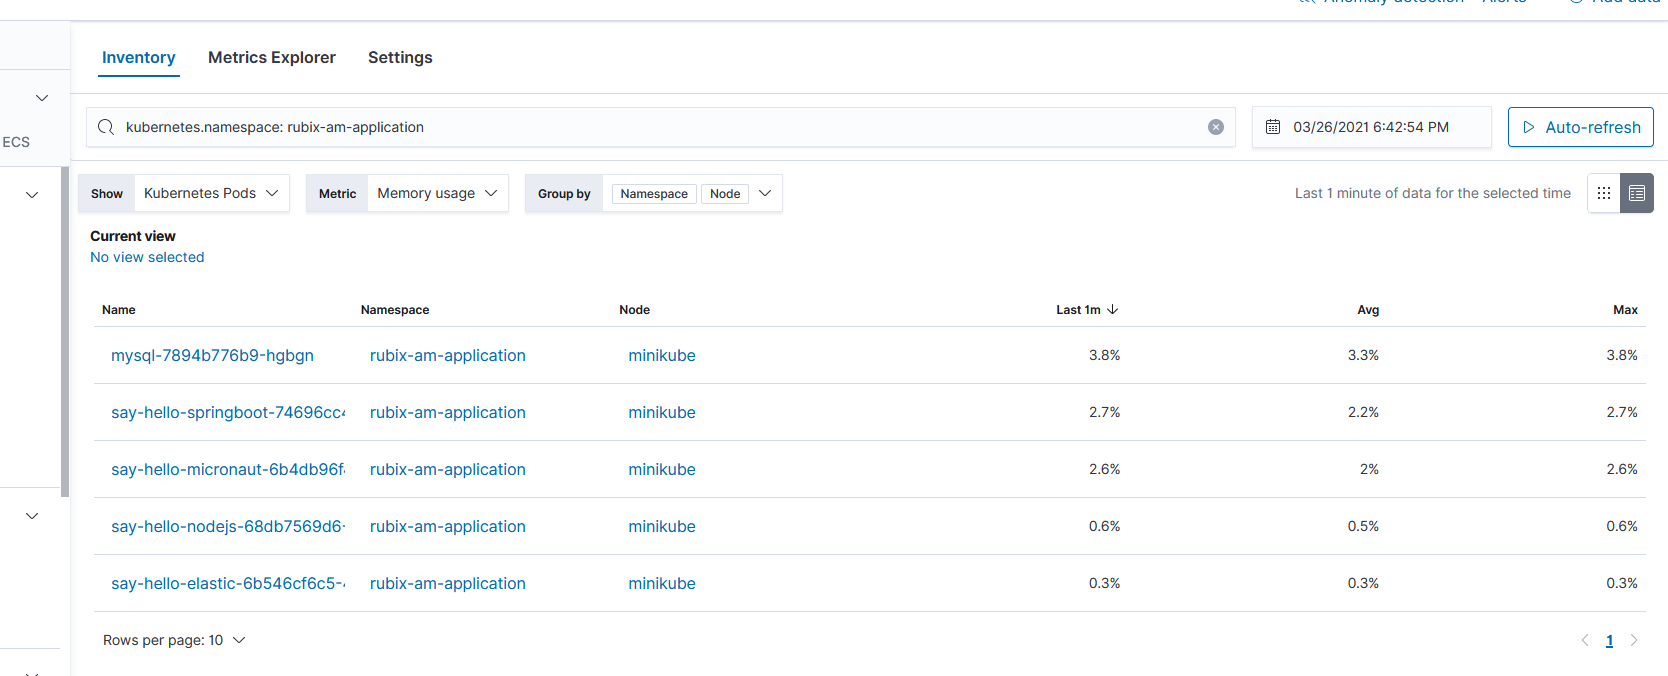 Anomaly detection Alerts Add data
Inventory Metrics Explorer Settings
ECS
kubernetes.namespace: rubix-am-application 03/26/2021 6:42:54 PM Auto-refresh
Show Kubernetes Pods Metric Memory usage Group by Namespace Node Last 1 minute of data for the selected time
Current view
No view selected
Name Namespace Node Last 1m Avg Max
mysql-7894b776b9-hgbgn rubix-am-application minikube 3.8% 3.3% 3.8%
say-hello-springboot-74696cc4 rubix-am-application minikube 2.7% 2.2% 2.7%
say-hello-micronaut-6b4db96f rubix-am-application minikube 2.6% 2% 2.6%
say-hello-nodejs-68db7569d6- rubix-am-application minikube 0.6% 0.5% 0.6%
say-hello-elastic-6b546cf6c5- rubix-am-application minikube 0.3% 0.3% 0.3%
Rows per page: 10 1